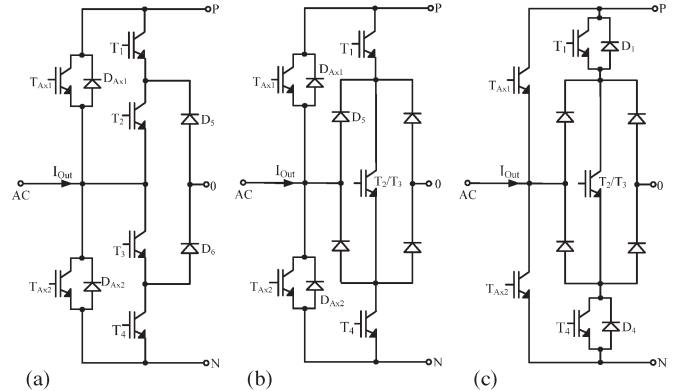 P
T1
TAx1
DAx1
T2
D5
AC
IOut
0
T3
D6
TAx2
DAx2
T4
N
(a)
P
T1
TAx1
DAx1
D5
AC
IOut
T2/T3
0
TAx2
DAx2
T4
N
(b)
P
T1
D1
TAx1
AC
IOut
T2/T3
0
TAx2
T4
D4
N
(c)